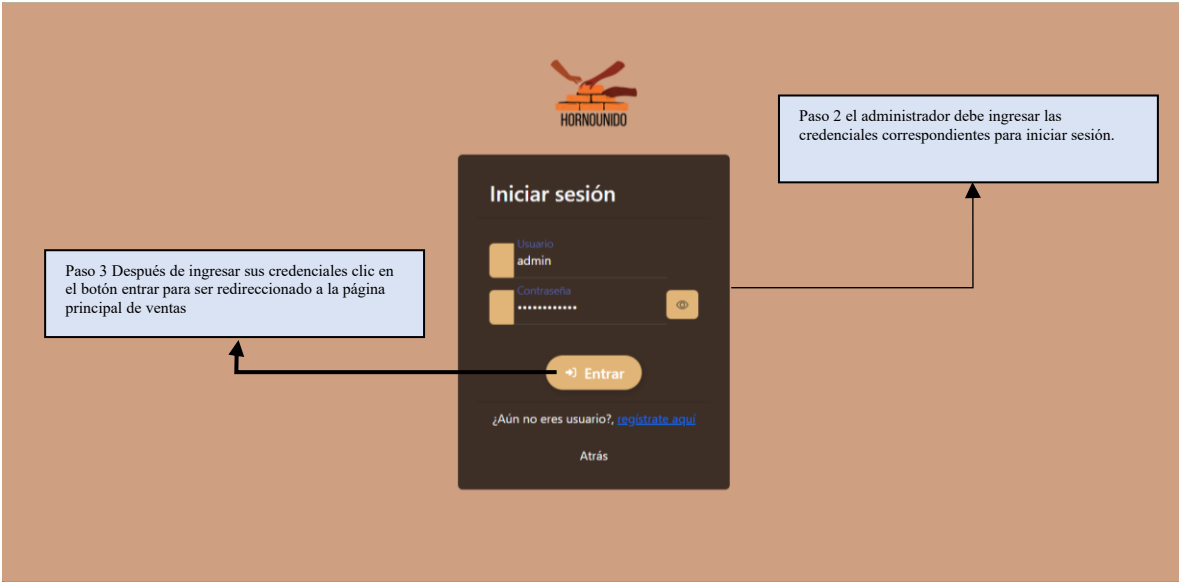 HORNOUNIDO
Paso 2 el administrador debe ingresar las
credenciales correspondientes para iniciar sesión.
Iniciar sesión
Usuario
admin
Contraseña
••••••••••••
Paso 3 Después de ingresar sus credenciales clic en
el botón entrar para ser redireccionado a la página
principal de ventas
Entrar
¿Aún no eres usuario?, regístrate aquí
Atrás